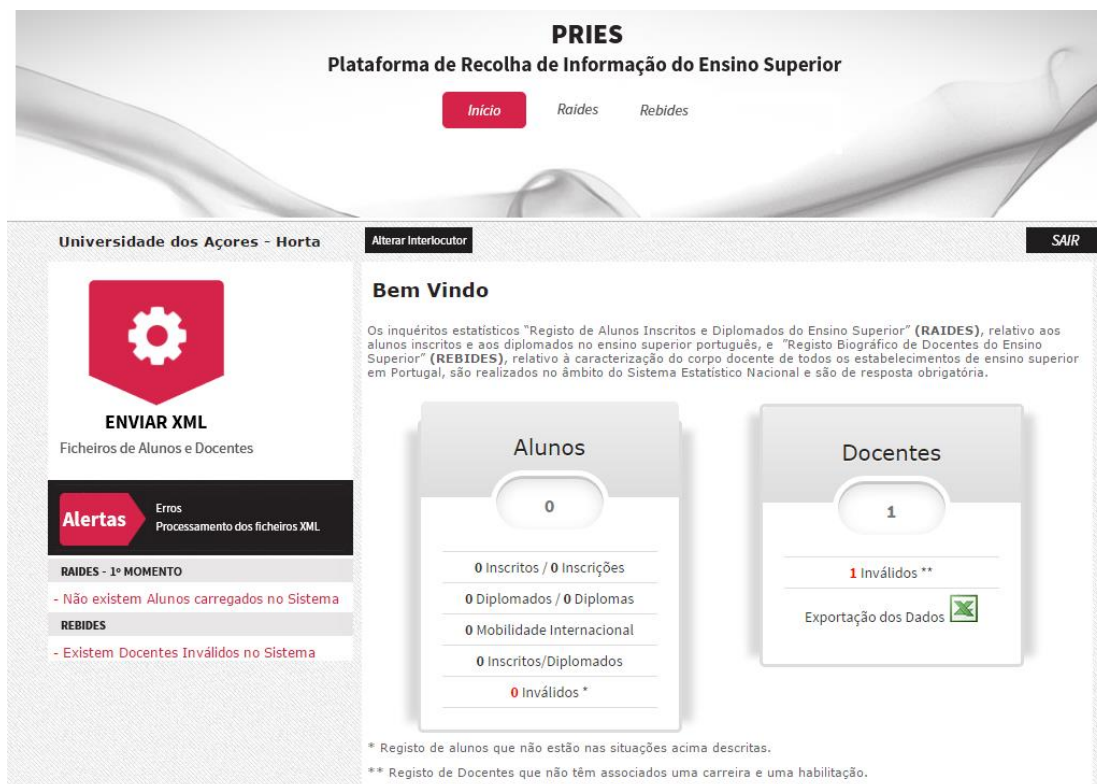 PRIES
Plataforma de Recolha de Informação do Ensino Superior
Início
Raides
Rebides
Universidade dos Açores - Horta
Alterar Interlocutor
SAIR
ENVIAR XML
Ficheiros de Alunos e Docentes
Alertas
Erros
Processamento dos ficheiros XML
RAIDES - 1º MOMENTO
- Não existem Alunos carregados no Sistema
REBIDES
- Existem Docentes Inválidos no Sistema
Bem Vindo
Os inquéritos estatísticos "Registo de Alunos Inscritos e Diplomados do Ensino Superior" (RAIDES), relativo aos
alunos inscritos e aos diplomados no ensino superior português, e "Registo Biográfico de Docentes do Ensino
Superior" (REBIDES), relativo à caracterização do corpo docente de todos os estabelecimentos de ensino superior
em Portugal, são realizados no âmbito do Sistema Estatístico Nacional e são de resposta obrigatória.
Alunos
0
0 Inscritos / 0 Inscrições
0 Diplomados / 0 Diplomas
0 Mobilidade Internacional
0 Inscritos/Diplomados
0 Inválidos *
Docentes
1
1 Inválidos **
Exportação dos Dados
* Registo de alunos que não estão nas situações acima descritas.
** Registo de Docentes que não têm associados uma carreira e uma habilitação.